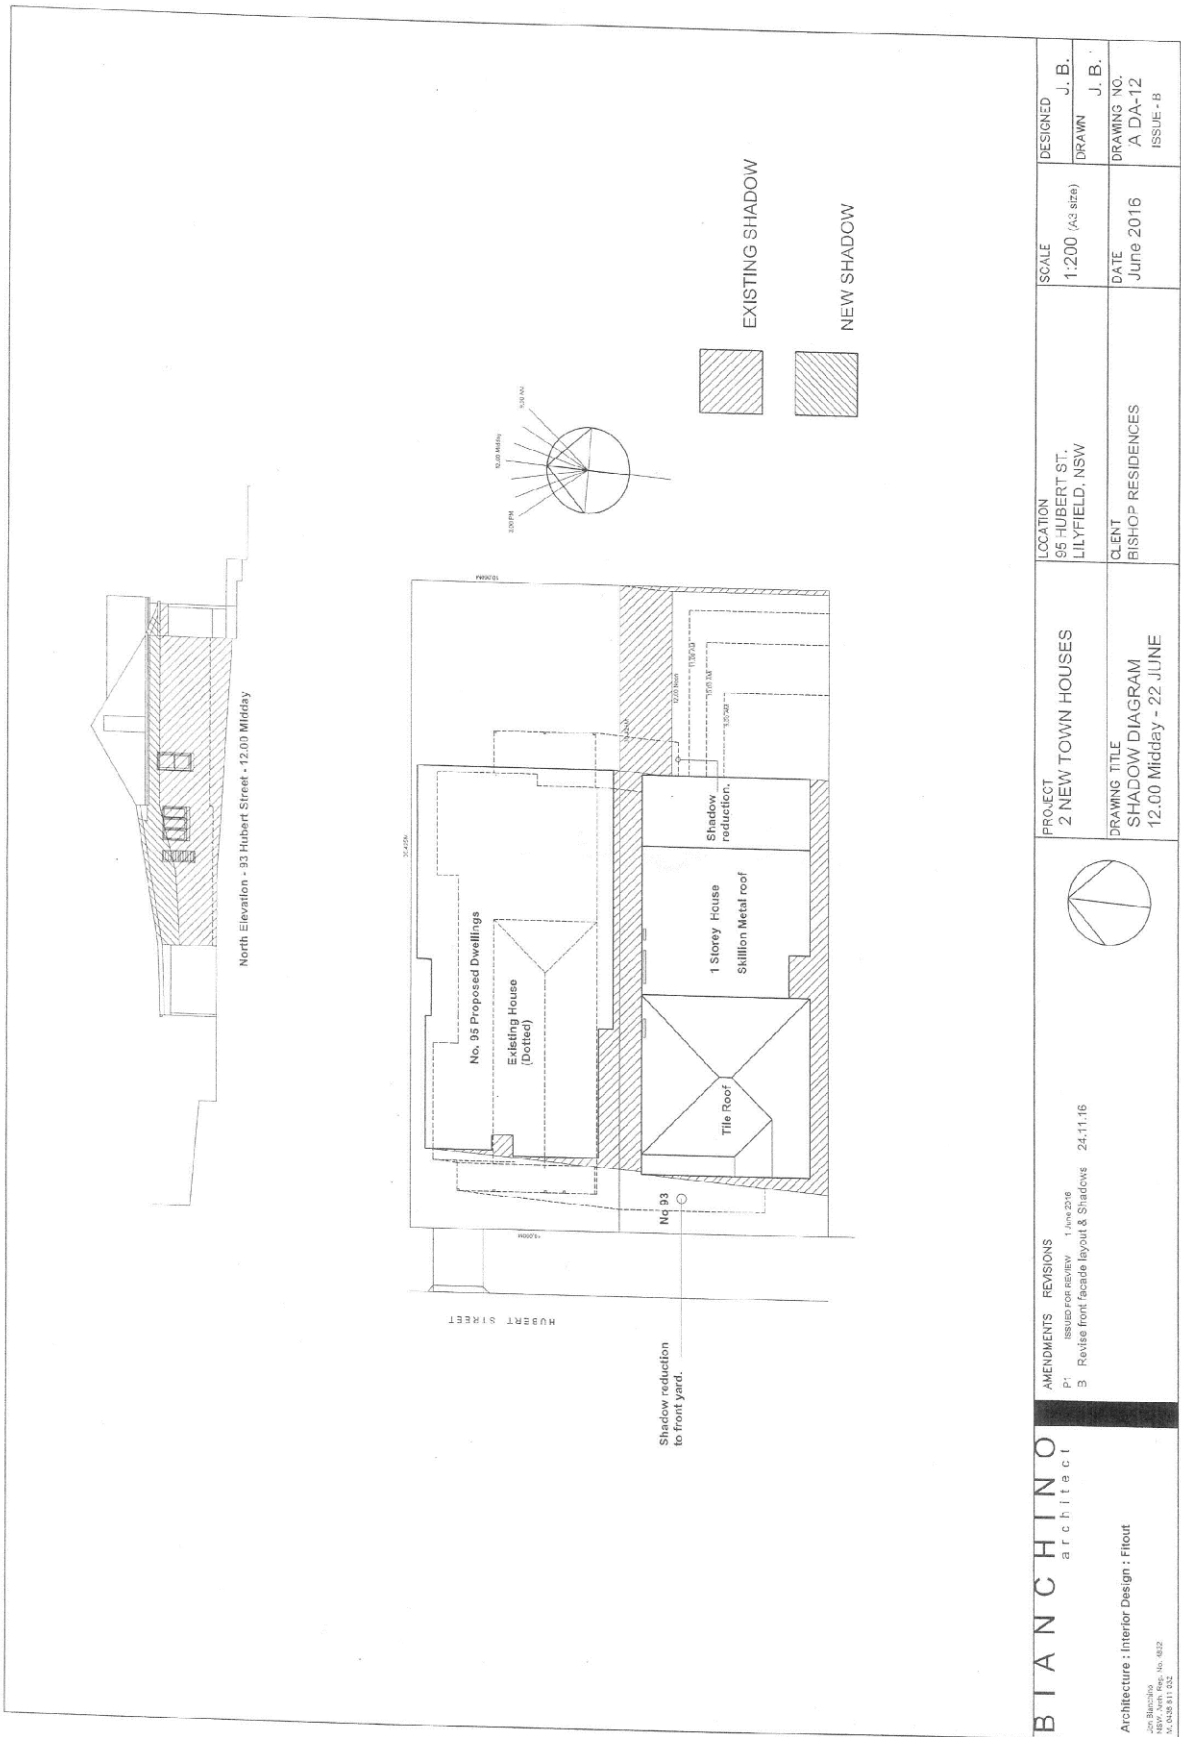 North Elevation - 93 Hubert Street - 12.00 Midday
HUBERT STREET
No. 95 Proposed Dwellings
Existing House
(Dotted)
No 93
Tile Roof
1 Storey House
Skillion Metal roof
Shadow
reduction.
12.00 Noon
Shadow reduction
to front yard.
3.00 PM
12.00 Midday
9.20 AM
EXISTING SHADOW
NEW SHADOW
BIANCHINO
architect
Architecture : Interior Design : Fitout
AMENDMENTS REVISIONS
P1 ISSUED FOR REVIEW 1 June 2016
B Revise front facade layout & Shadows 24.11.16
PROJECT
2 NEW TOWN HOUSES
DRAWING TITLE
SHADOW DIAGRAM
12.00 Midday - 22 JUNE
LOCATION
95 HUBERT ST.
LILYFIELD, NSW
CLIENT
BISHOP RESIDENCES
SCALE
1:200 (A3 size)
DATE
June 2016
DESIGNED
J. B.
DRAWN
J. B.
DRAWING NO.
A DA-12
ISSUE - B